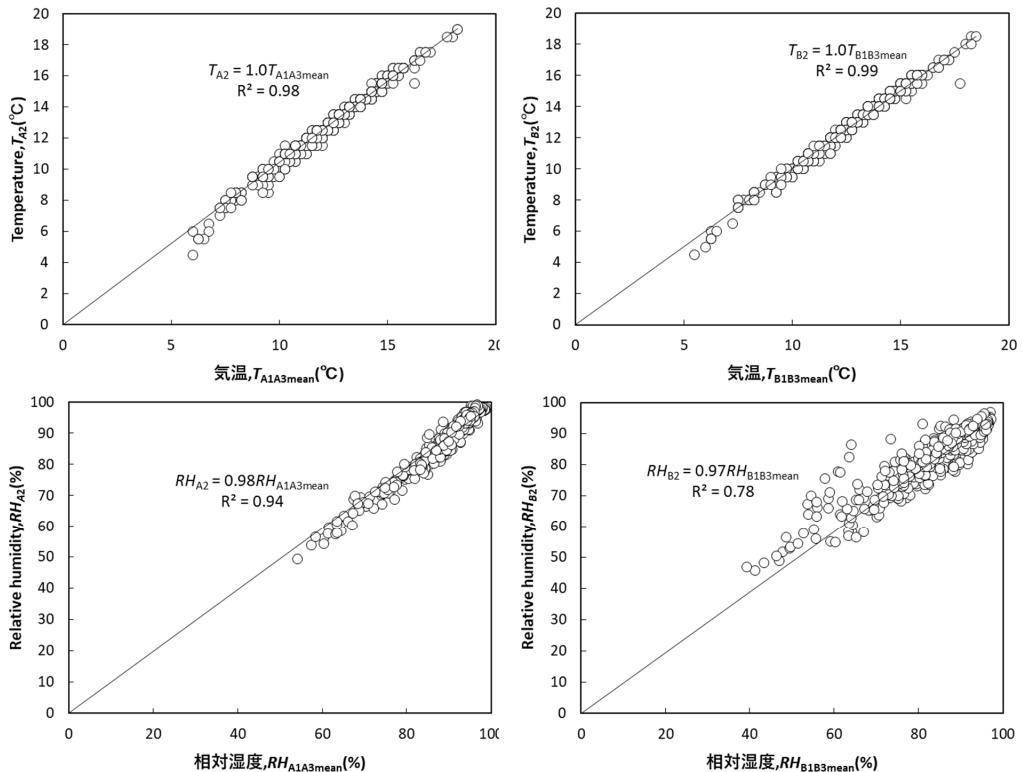 20
18
16
14
12
10
8
6
4
2
0
Temperature,TA2(℃)
TA2 = 1.0TA1A3mean
R² = 0.98
0 5 10 15 20
気温,TA1A3mean(℃)
20
18
16
14
12
10
8
6
4
2
0
Temperature,TB2(℃)
TB2 = 1.0TB1B3mean
R² = 0.99
0 5 10 15 20
気温,TB1B3mean(℃)
100
90
80
70
60
50
40
30
20
10
0
Relative humidity,RHA2(%)
RHA2 = 0.98RHA1A3mean
R² = 0.94
0 20 40 60 80 100
相対湿度,RHA1A3mean(%)
100
90
80
70
60
50
40
30
20
10
0
Relative humidity,RHB2(%)
RHB2 = 0.97RHB1B3mean
R² = 0.78
0 20 40 60 80 100
相対湿度,RHB1B3mean(%)